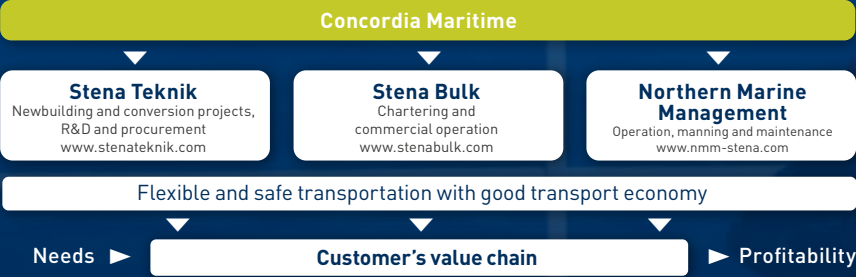 Concordia Maritime
Stena Teknik
Newbuilding and conversion projects,
R&D and procurement
www.stenateknik.com
Stena Bulk
Chartering and
commercial operation
www.stenabulk.com
Northern Marine
Management
Operation, manning and maintenance
www.nmm-stena.com
Flexible and safe transportation with good transport economy
Needs
Customer's value chain
Profitability